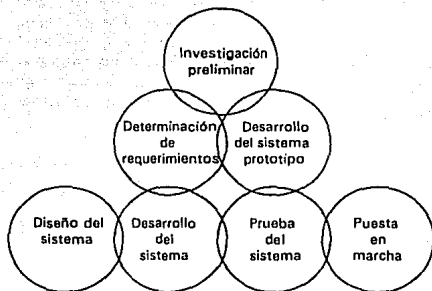 Investigación
preliminar
Determinación
de
requerimientos
Desarrollo
del sistema
prototipo
Diseño del
sistema
Desarrollo
del
sistema
Prueba
del
sistema
Puesta
en
marcha